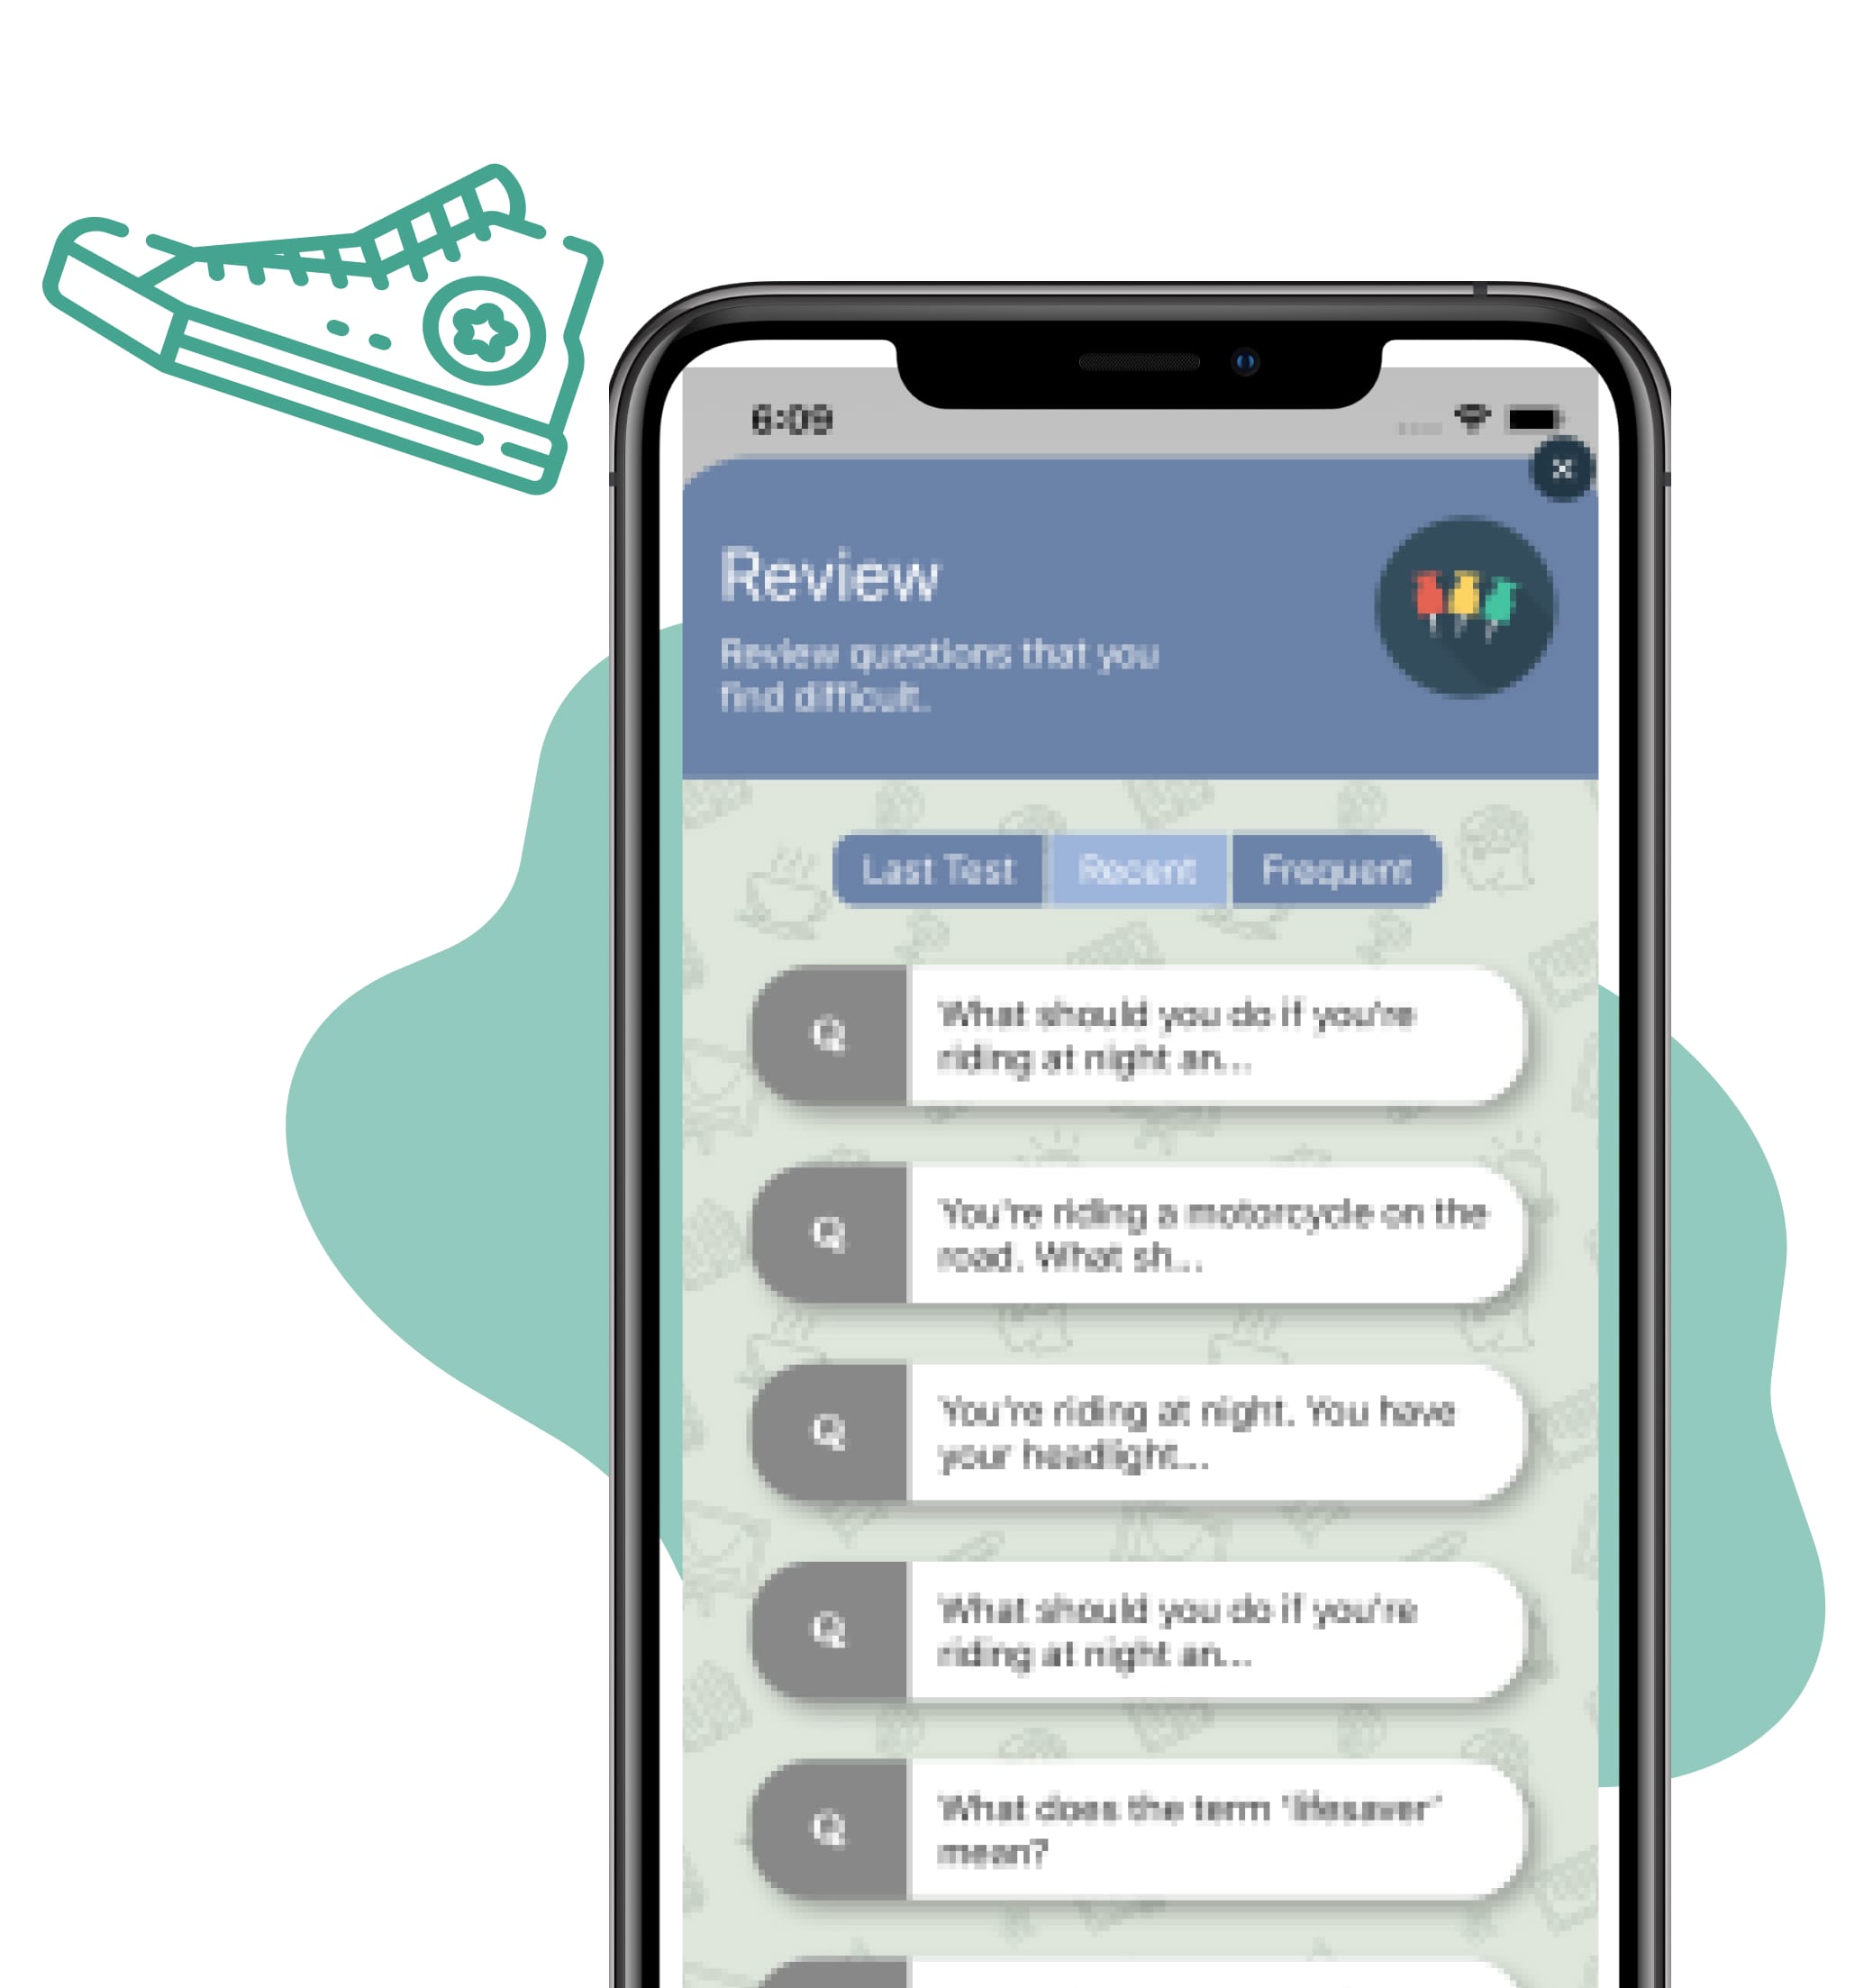 6:09
Review
Review questions that you
find difficult.
Last Test
Recent
Frequent
What should you do if you're
riding at night an...
You're riding a motorcycle on the
road. What sh...
You're riding at night. You have
your headlight...
What should you do if you're
riding at night an...
What does the term 'lifesaver'
mean?